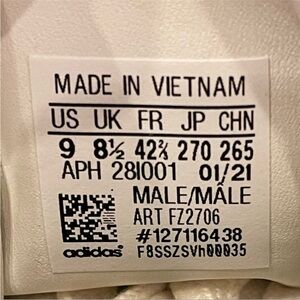 MADE IN VIETNAM
US UK FR JP CHN
9 8½ 42⅔ 270 265
APH 28I001 01/21
MALE/MÂLE
ART FZ2706
#127116438
adidas F8SSZSVh00035